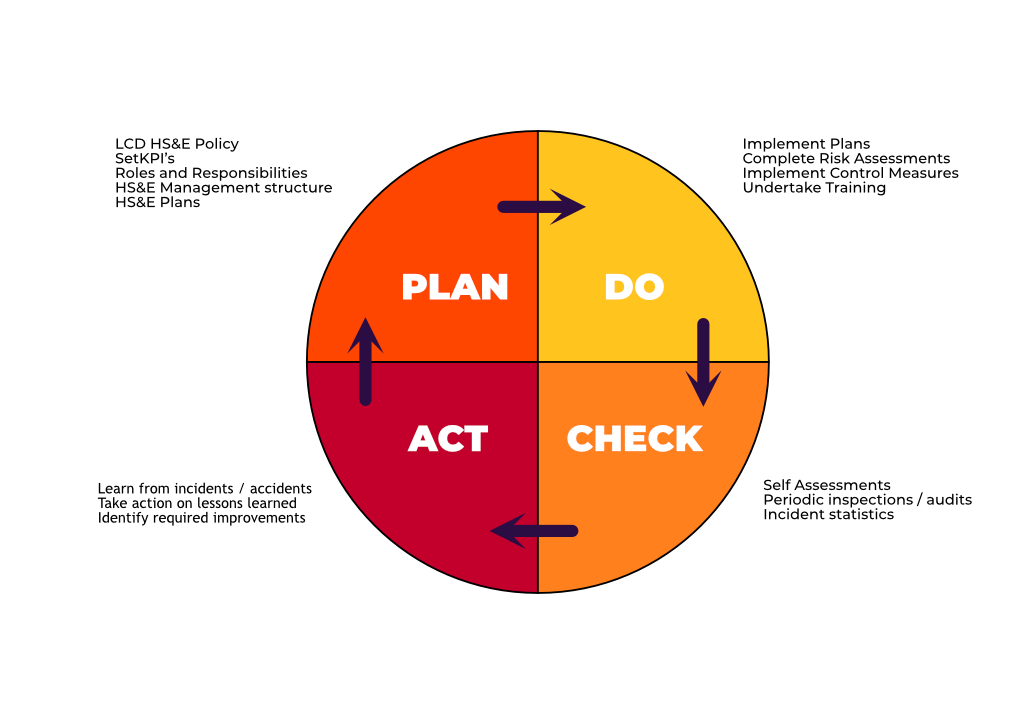 LCD HS&E Policy
SetKPI's
Roles and Responsibilities
HS&E Management structure
HS&E Plans
Implement Plans
Complete Risk Assessments
Implement Control Measures
Undertake Training
PLAN
DO
ACT
CHECK
Learn from incidents / accidents
Take action on lessons learned
Identify required improvements
Self Assessments
Periodic inspections / audits
Incident statistics